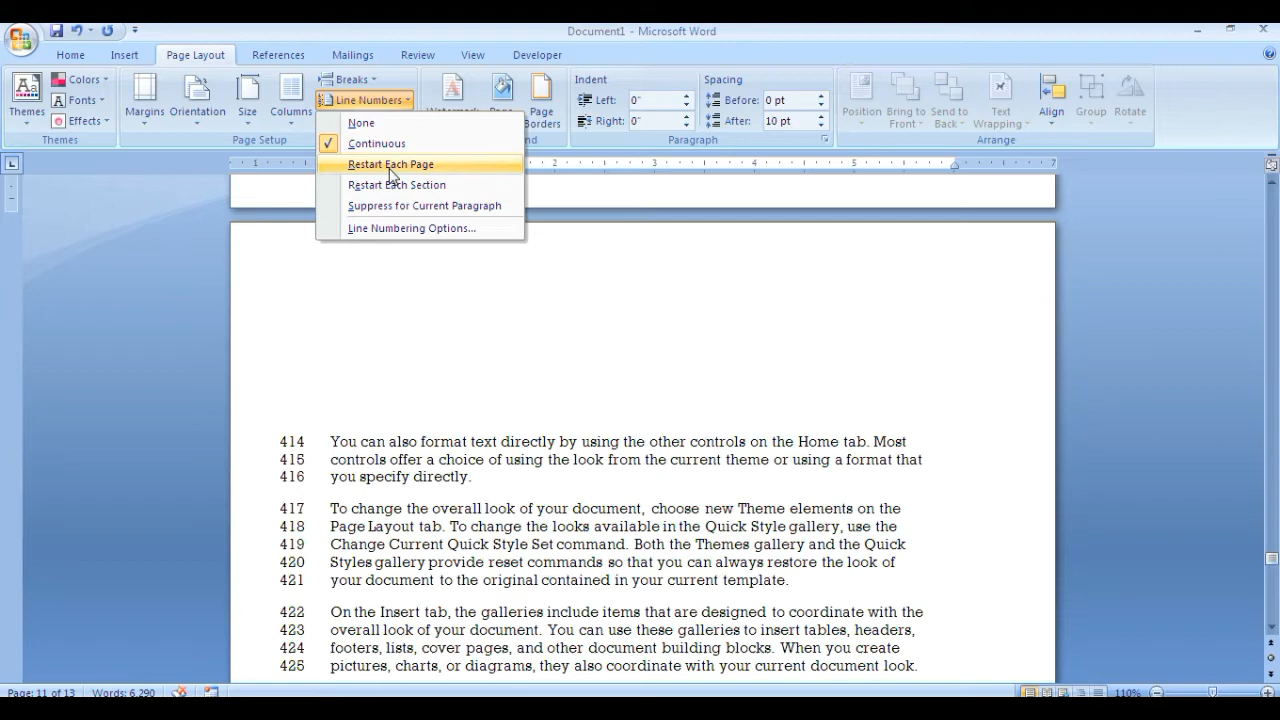 Document1 - Microsoft Word
Home Insert Page Layout References Mailings Review View Developer
Themes
Colors
Fonts
Effects
Themes
Margins
Orientation
Size
Columns
Breaks
Line Numbers
Page Setup
None
Continuous
Restart Each Page
Restart Each Section
Suppress for Current Paragraph
Line Numbering Options...
Page
Borders
Indent
Left: 0"
Right: 0"
Spacing
Before: 0 pt
After: 10 pt
Paragraph
Position
Bring to
Front
Send to
Back
Text
Wrapping
Align
Group
Rotate
Arrange
1 2 3 4 5 6 7
414 You can also format text directly by using the other controls on the Home tab. Most
415 controls offer a choice of using the look from the current theme or using a format that
416 you specify directly.
417 To change the overall look of your document, choose new Theme elements on the
418 Page Layout tab. To change the looks available in the Quick Style gallery, use the
419 Change Current Quick Style Set command. Both the Themes gallery and the Quick
420 Styles gallery provide reset commands so that you can always restore the look of
421 your document to the original contained in your current template.
422 On the Insert tab, the galleries include items that are designed to coordinate with the
423 overall look of your document. You can use these galleries to insert tables, headers,
424 footers, lists, cover pages, and other document building blocks. When you create
425 pictures, charts, or diagrams, they also coordinate with your current document look.
Page: 11 of 13 Words: 6,290 110%